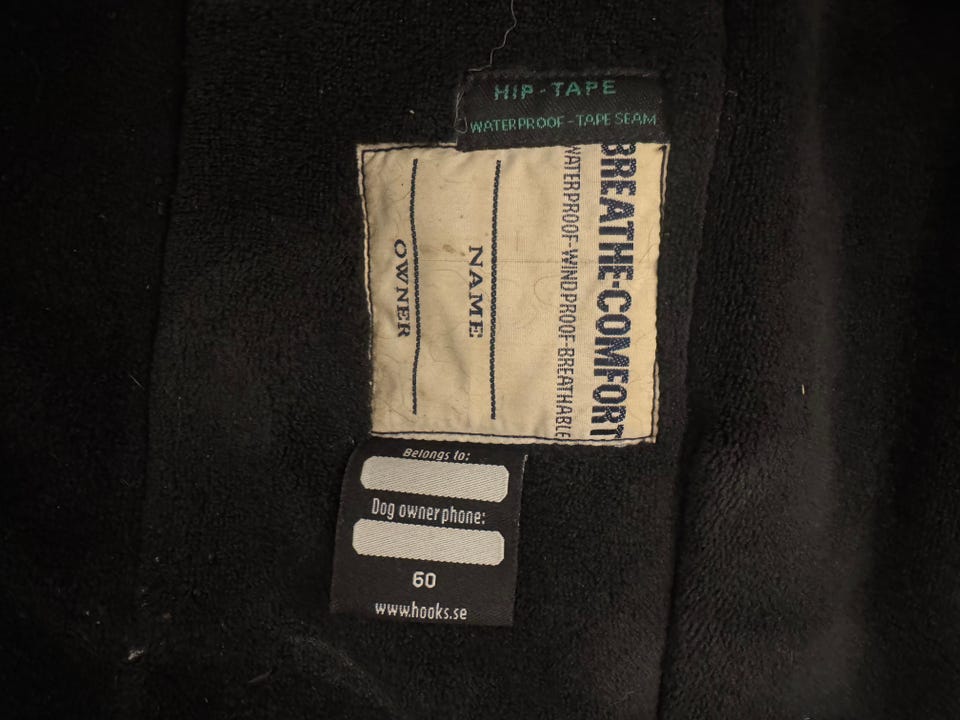 HIP-TAPE
WATERPROOF-TAPE SEAM
BREATHE-COMFORT
WATERPROOF-WINDPROOF-BREATHABLE
NAME
OWNER
Belongs to:
Dog owner phone:
60
www.hooks.se